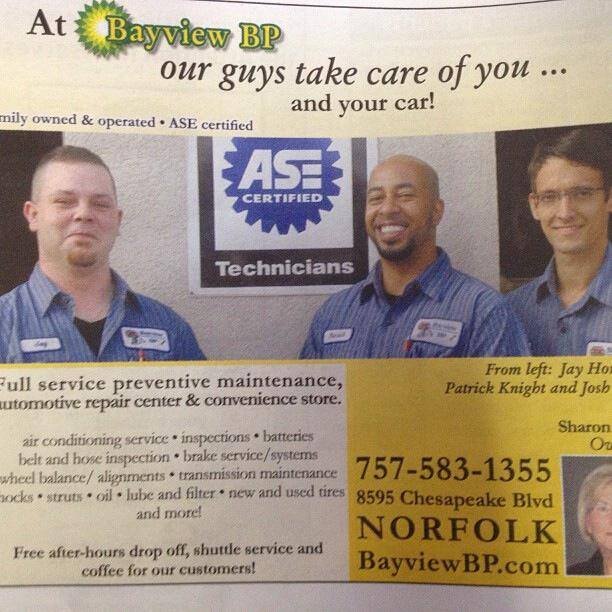 At Bayview BP
our guys take care of you ...
and your car!
mily owned & operated • ASE certified
ASE
CERTIFIED
Technicians
Jay
Full service preventive maintenance,
automotive repair center & convenience store.
air conditioning service • inspections • batteries
belt and hose inspection • brake service/systems
wheel balance/ alignments • transmission maintenance
hocks • struts • oil • lube and filter • new and used tires
and more!
Free after-hours drop off, shuttle service and
coffee for our customers!
From left: Jay Ho
Patrick Knight and Josh
Sharon
Ow
757-583-1355
8595 Chesapeake Blvd
NORFOLK
BayviewBP.com